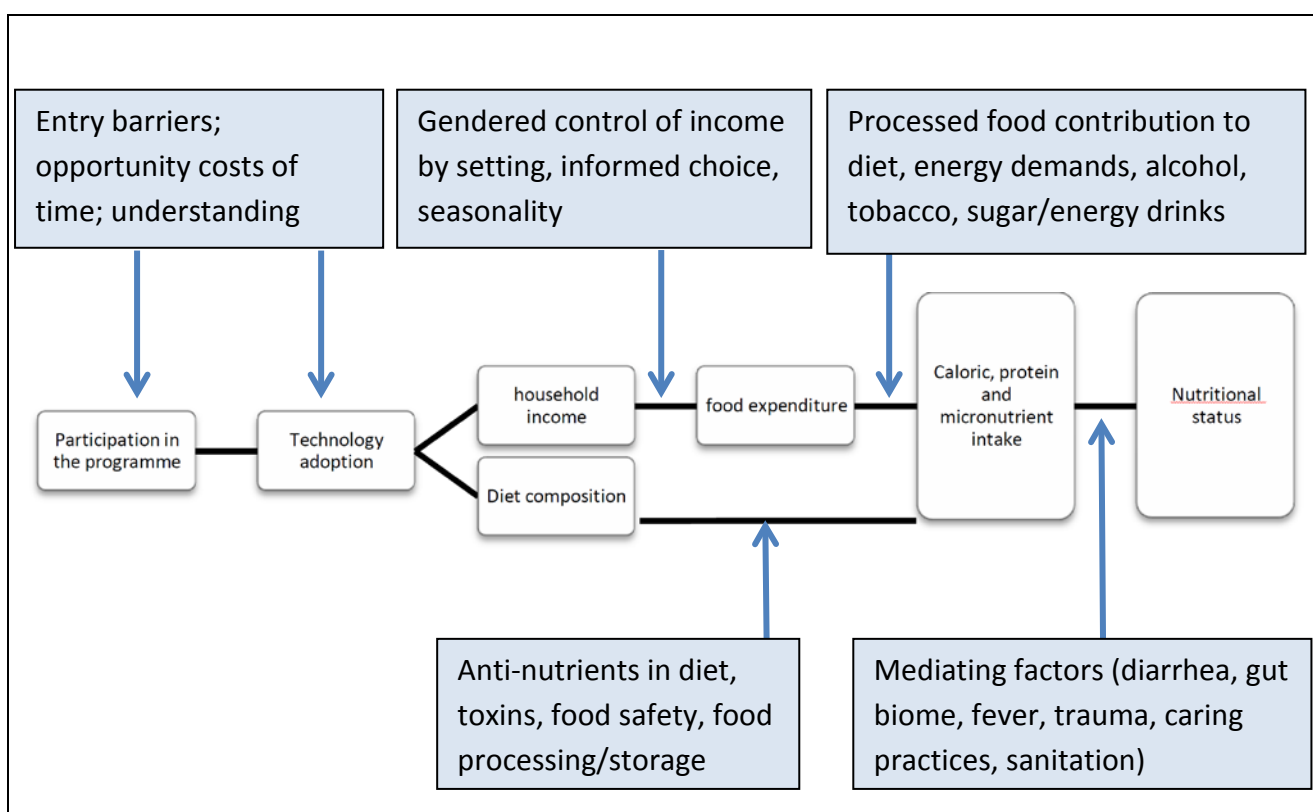 Entry barriers;
opportunity costs of
time; understanding
Gendered control of income
by setting, informed choice,
seasonality
Processed food contribution to
diet, energy demands, alcohol,
tobacco, sugar/energy drinks
Participation in
the programme
Technology
adoption
household
income
Diet composition
food expenditure
Caloric, protein
and
micronutrient
intake
Nutritional
status
Anti-nutrients in diet,
toxins, food safety, food
processing/storage
Mediating factors (diarrhea, gut
biome, fever, trauma, caring
practices, sanitation)